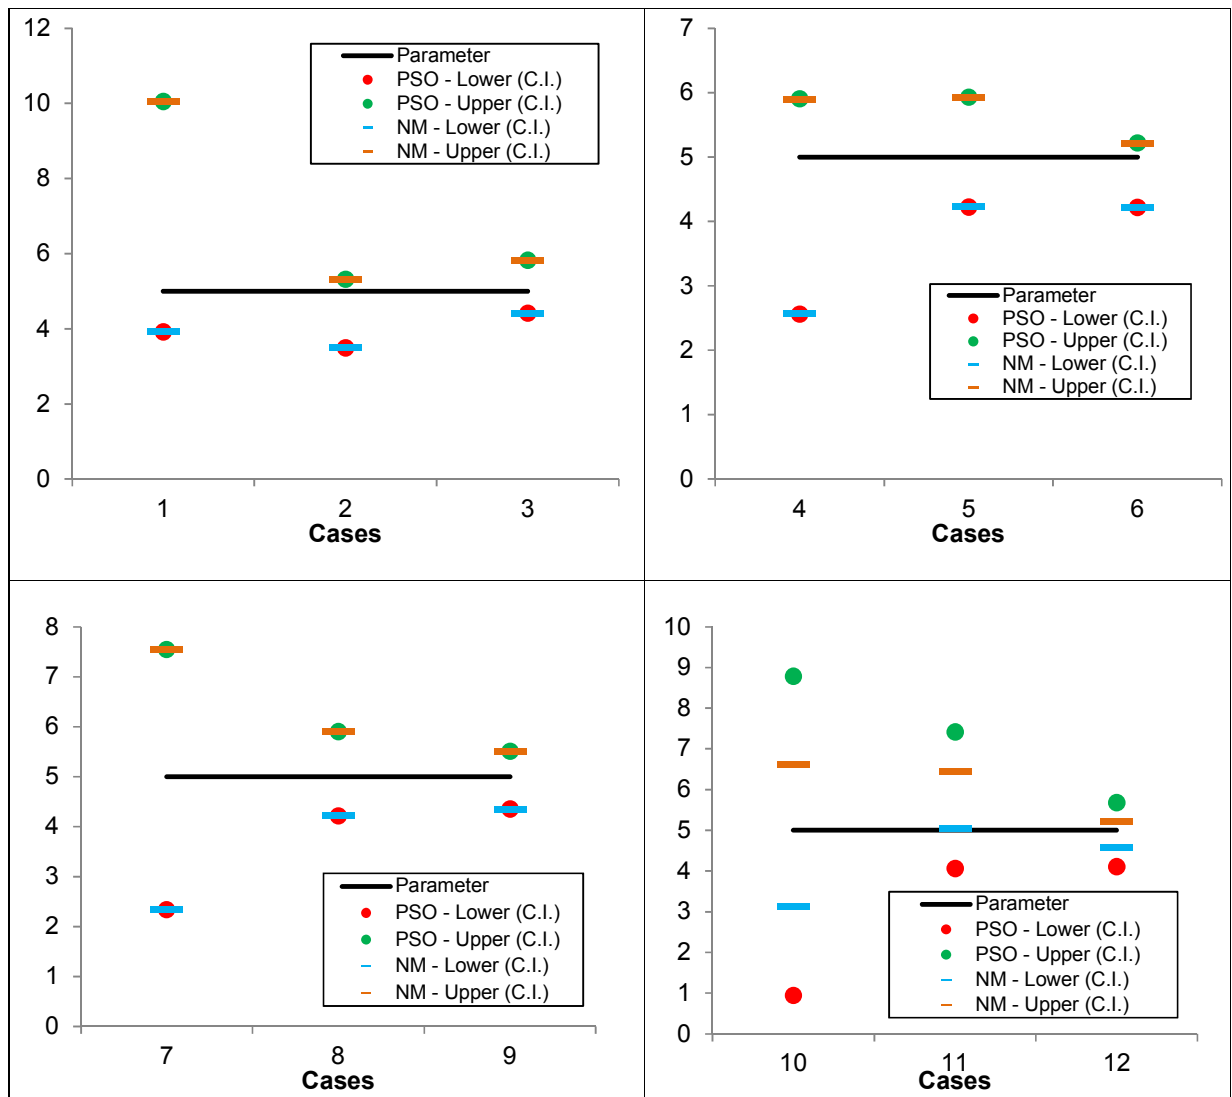 12
10
8
6
4
2
0
Parameter
PSO - Lower (C.I.)
PSO - Upper (C.I.)
NM - Lower (C.I.)
NM - Upper (C.I.)
1 2 3
Cases
7
6
5
4
3
2
1
0
Parameter
PSO - Lower (C.I.)
PSO - Upper (C.I.)
NM - Lower (C.I.)
NM - Upper (C.I.)
4 5 6
Cases
8
7
6
5
4
3
2
1
0
Parameter
PSO - Lower (C.I.)
PSO - Upper (C.I.)
NM - Lower (C.I.)
NM - Upper (C.I.)
7 8 9
Cases
10
9
8
7
6
5
4
3
2
1
0
Parameter
PSO - Lower (C.I.)
PSO - Upper (C.I.)
NM - Lower (C.I.)
NM - Upper (C.I.)
10 11 12
Cases